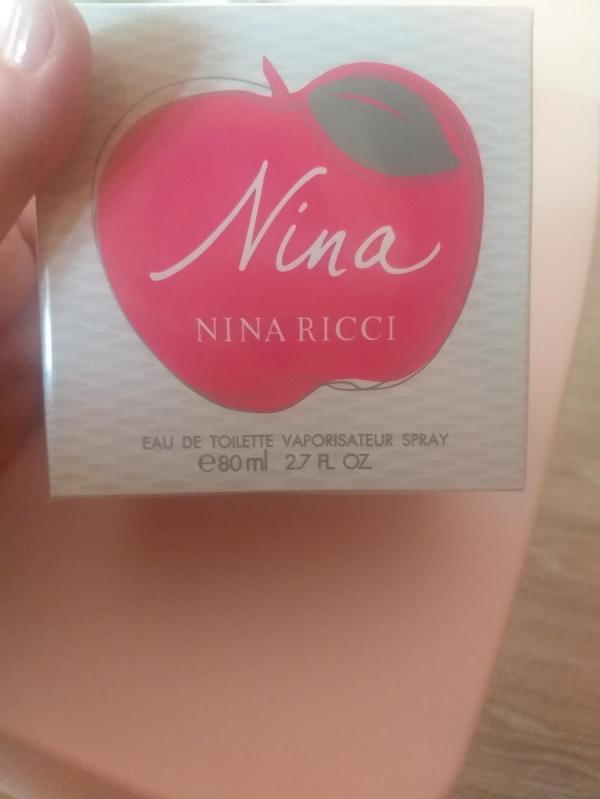 Nina
NINA RICCI
EAU DE TOILETTE VAPORISATEUR SPRAY
℮80 ml 2.7 FL. OZ.